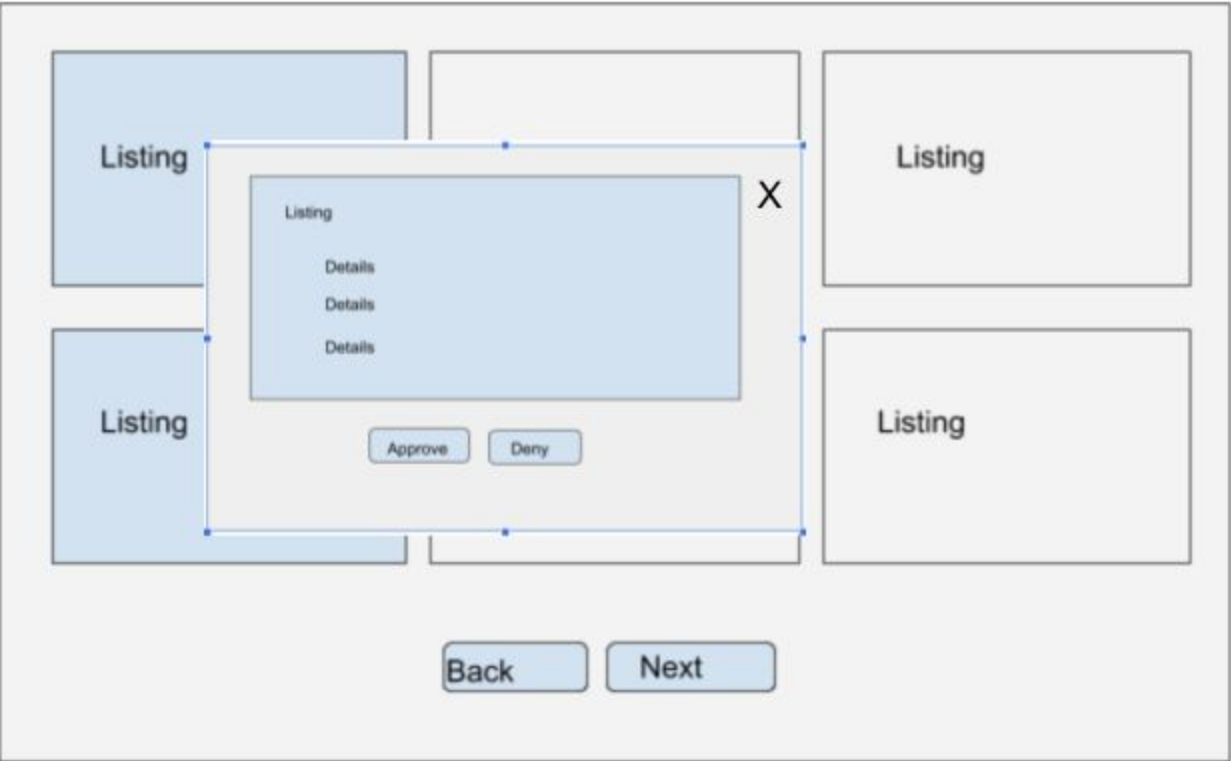 Listing
Listing
X
Listing
Details
Details
Details
Listing
Listing
Approve
Deny
Back
Next